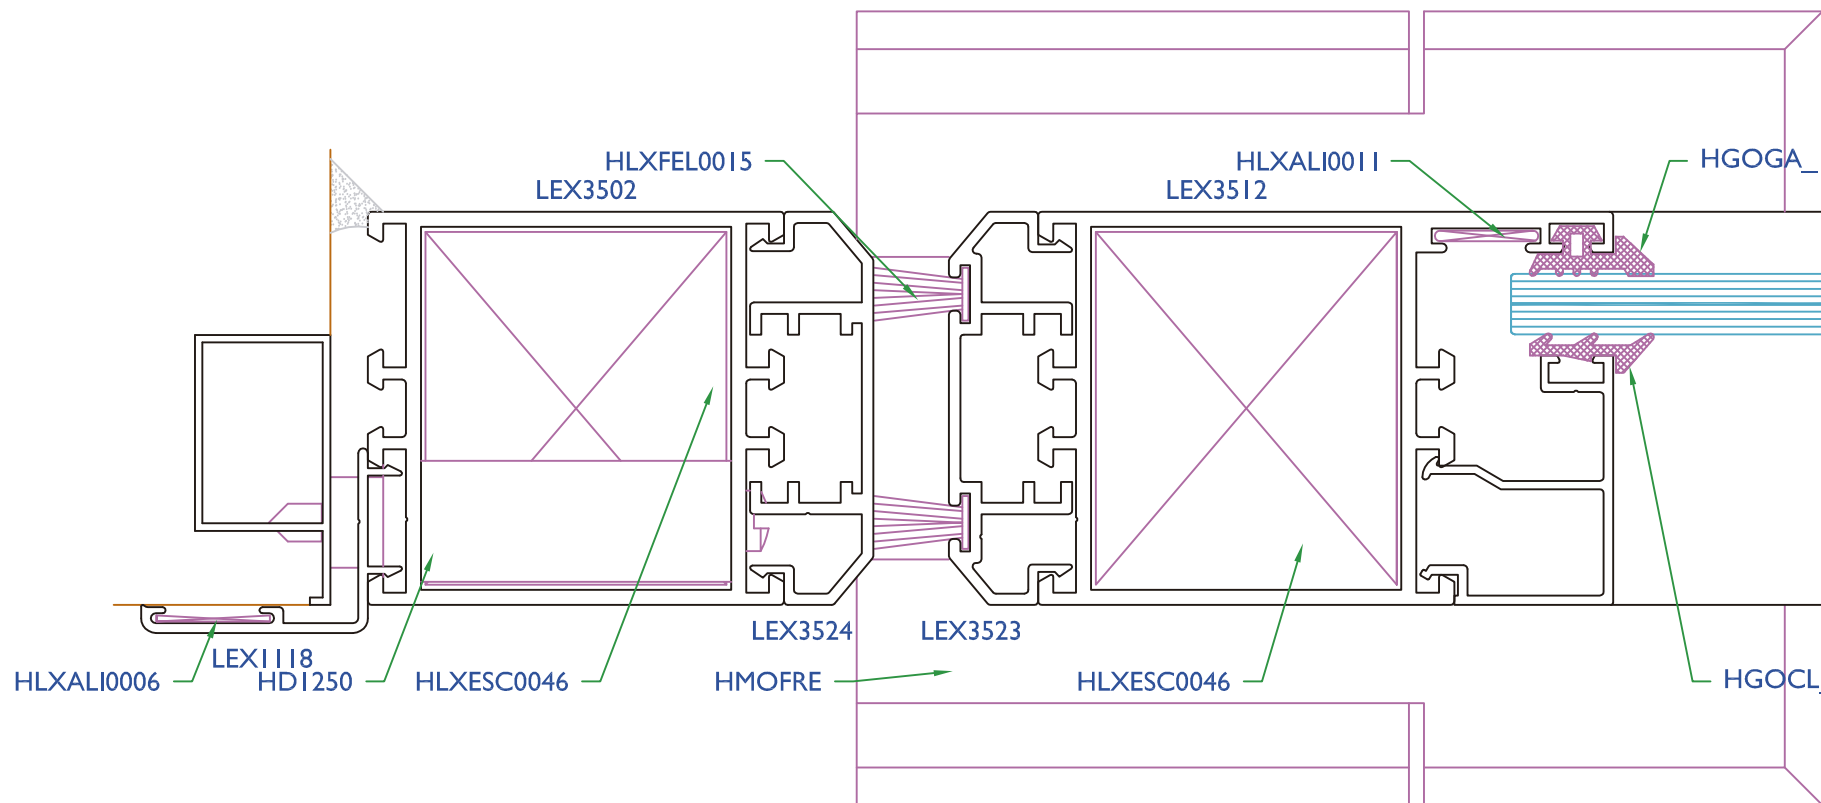 HLXFEL0015
HLXALI0011
HGOGA_
LEX3502
LEX3512
LEX3524
LEX3523
LEX1118
HLXALI0006
HD1250
HLXESC0046
HMOFRE
HLXESC0046
HGOCL_